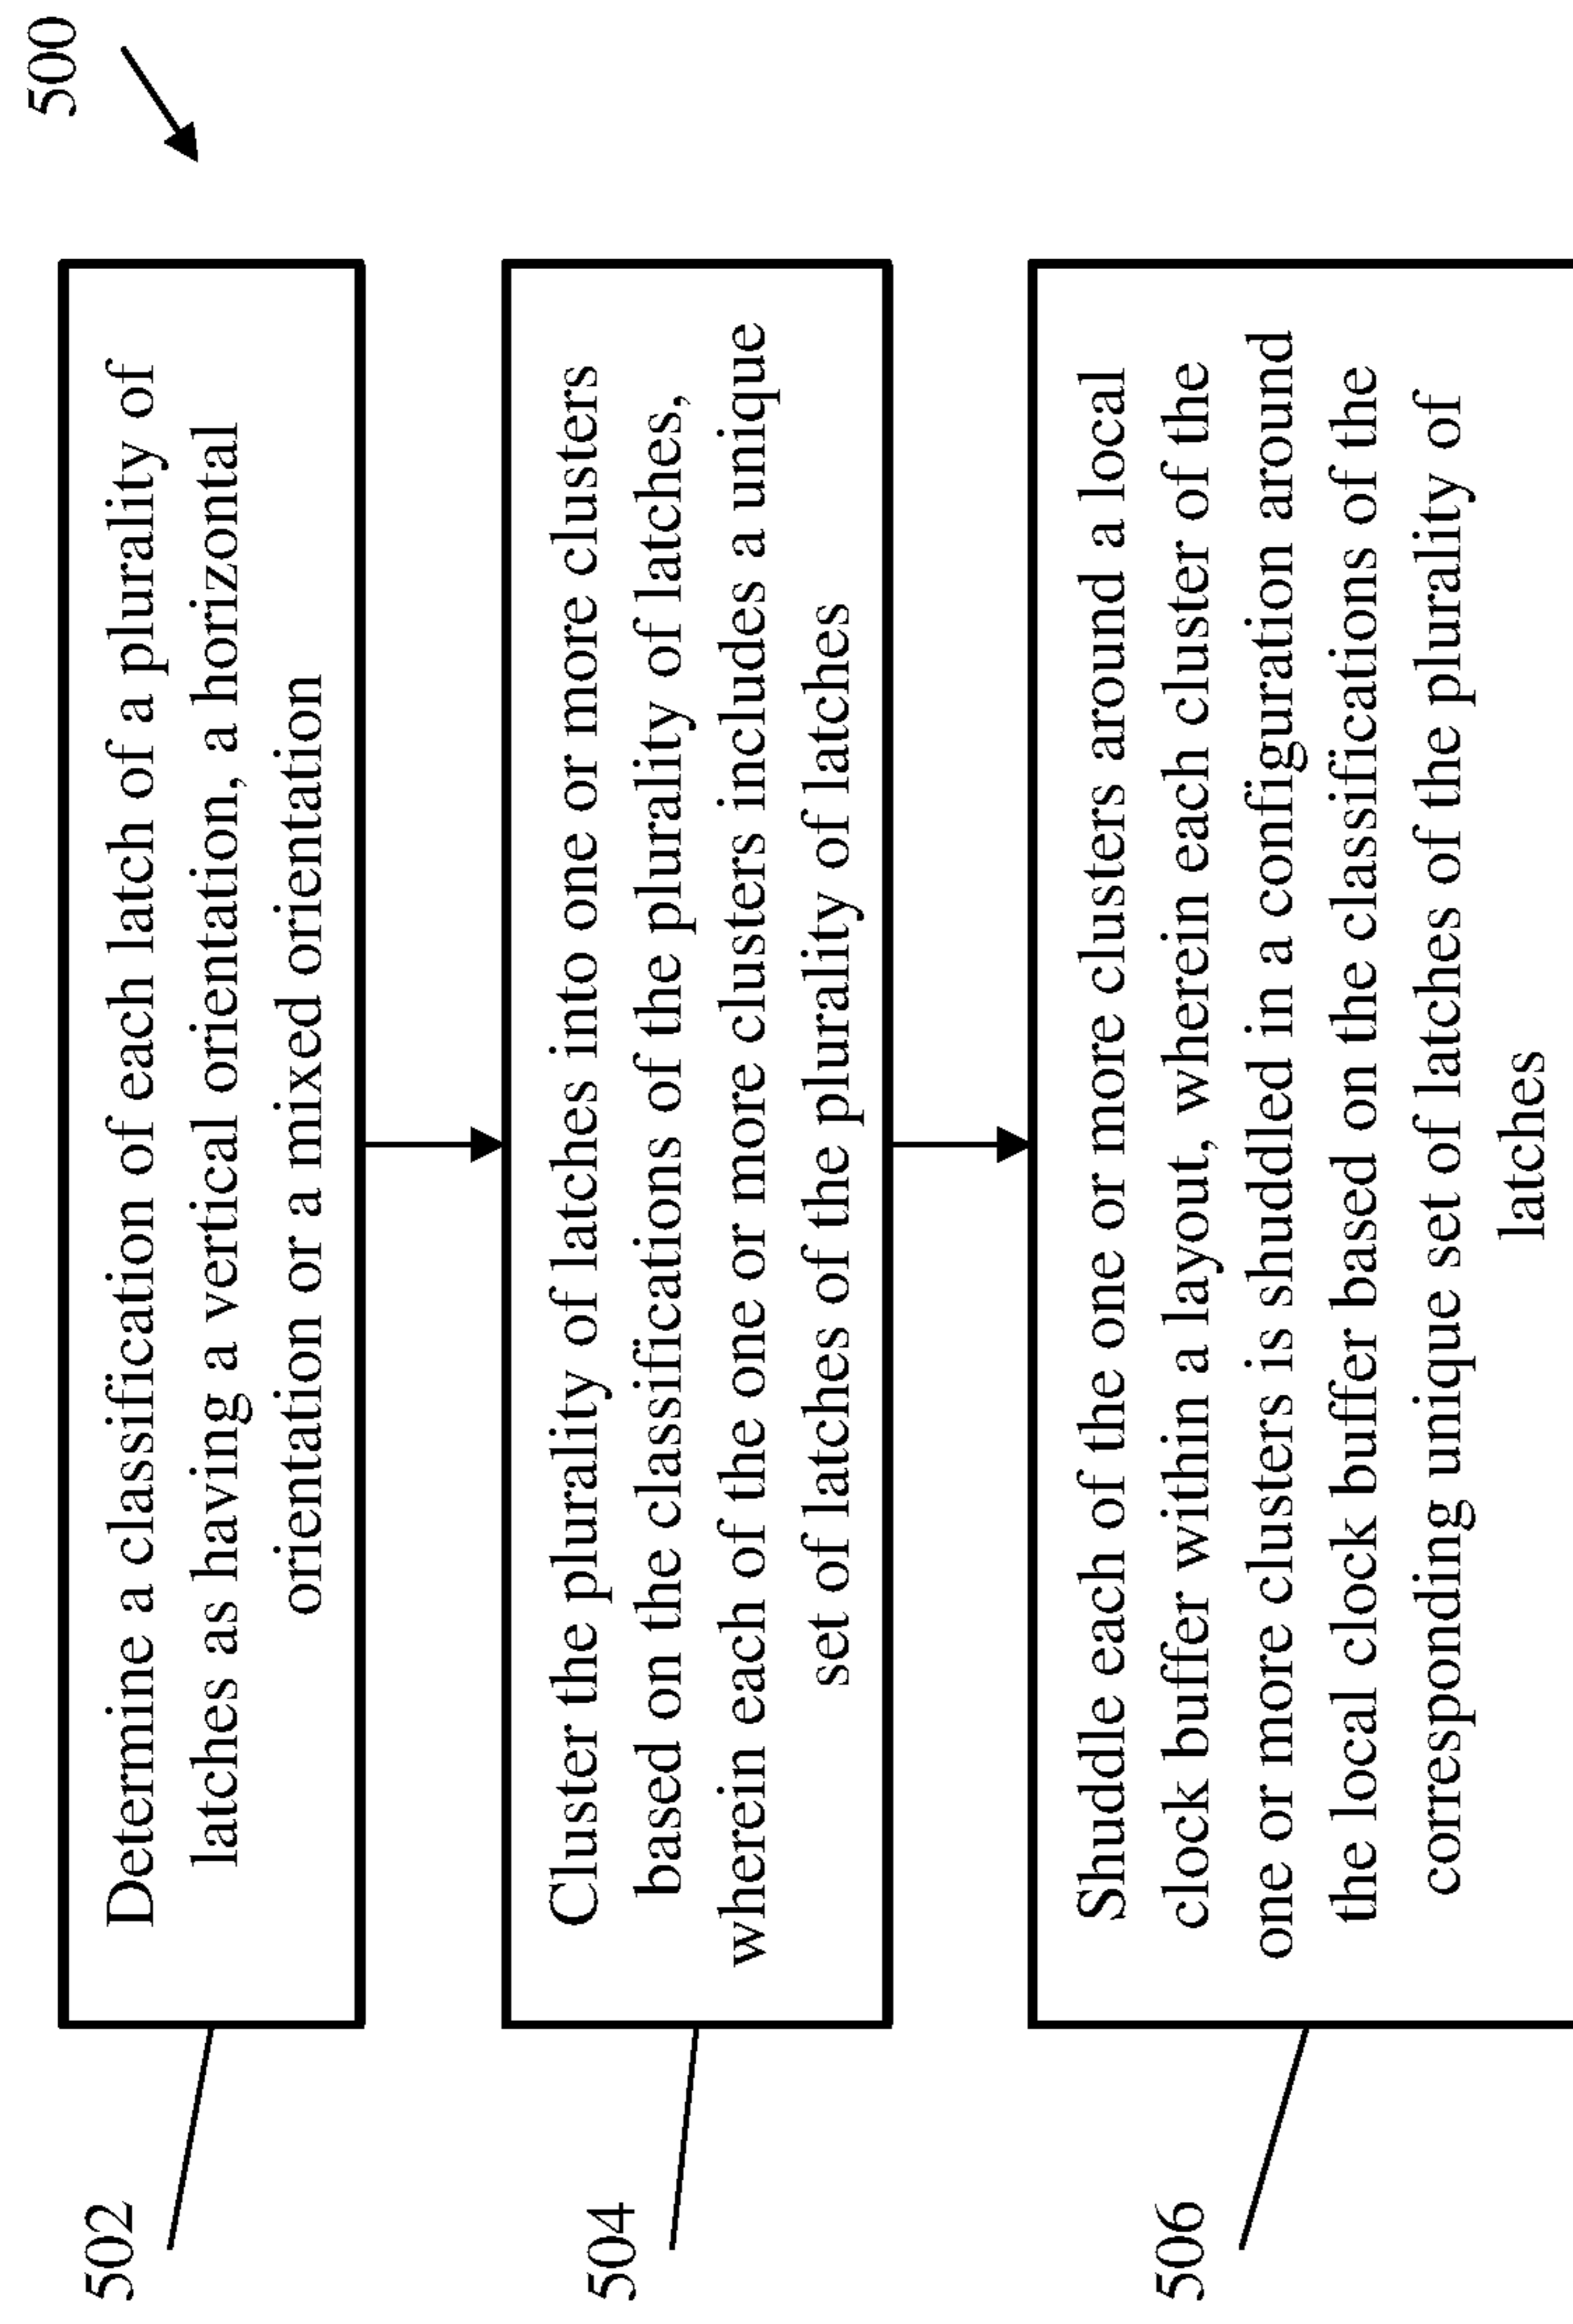 500
502
Determine a classification of each latch of a plurality of
latches as having a vertical orientation, a horizontal
orientation or a mixed orientation
504
Cluster the plurality of latches into one or more clusters
based on the classifications of the plurality of latches,
wherein each of the one or more clusters includes a unique
set of latches of the plurality of latches
506
Shuddle each of the one or more clusters around a local
clock buffer within a layout, wherein each cluster of the
one or more clusters is shuddled in a configuration around
the local clock buffer based on the classifications of the
corresponding unique set of latches of the plurality of
latches